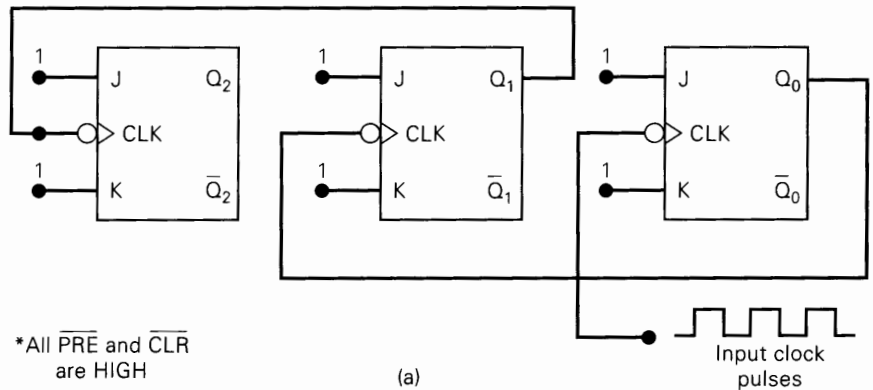 1 1 1
J Q₂ J Q₁ J Q₀
CLK CLK CLK
1 1 1
K Q̅₂ K Q̅₁ K Q̅₀
*All P̅R̅E̅ and C̅L̅R̅
are HIGH
(a)
Input clock
pulses